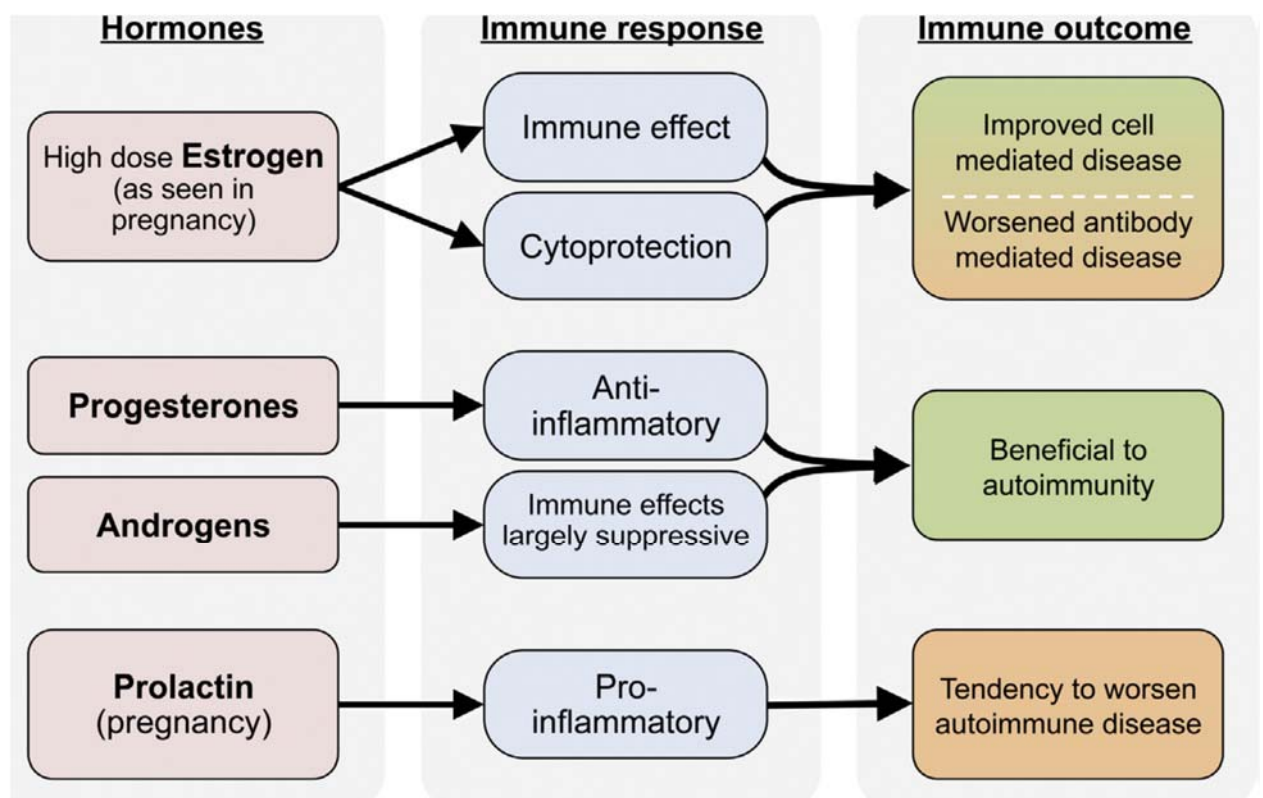 Hormones
Immune response
Immune outcome
High dose Estrogen
(as seen in
pregnancy)
Immune effect
Cytoprotection
Improved cell
mediated disease
Worsened antibody
mediated disease
Progesterones
Androgens
Anti-
inflammatory
Immune effects
largely suppressive
Beneficial to
autoimmunity
Prolactin
(pregnancy)
Pro-
inflammatory
Tendency to worsen
autoimmune disease